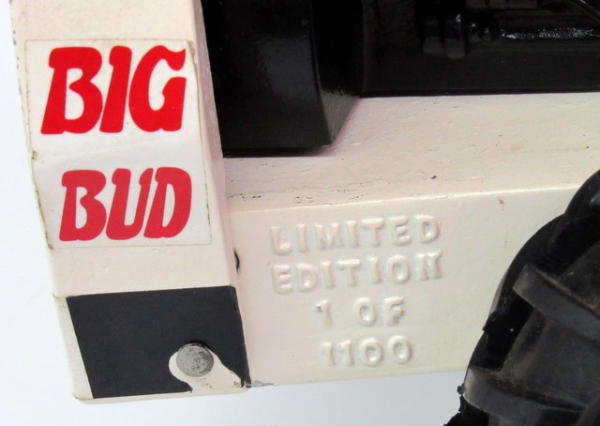 BIG
BUD
LIMITED
EDITION
1 OF
1100